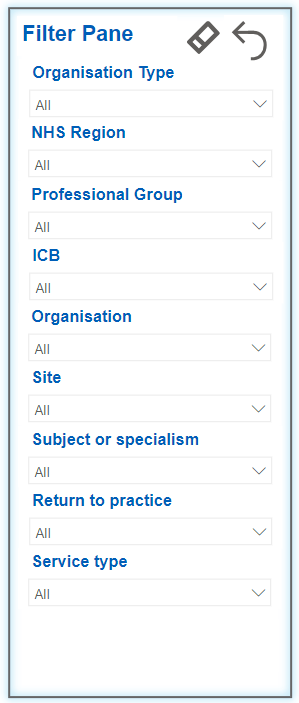 Filter Pane
Organisation Type
All
NHS Region
All
Professional Group
All
ICB
All
Organisation
All
Site
All
Subject or specialism
All
Return to practice
All
Service type
All